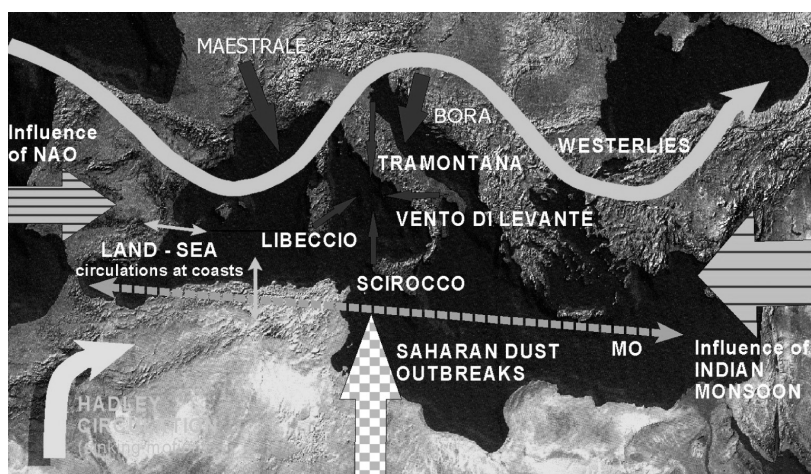 MAESTRALE
BORA
Influence
of NAO
WESTERLIES
TRAMONTANA
VENTO DI LEVANTE
LIBECCIO
LAND - SEA
circulations at coasts
SCIROCCO
SAHARAN DUST
OUTBREAKS
MO
Influence of
INDIAN
MONSOON
HADLEY
CIRCULATION